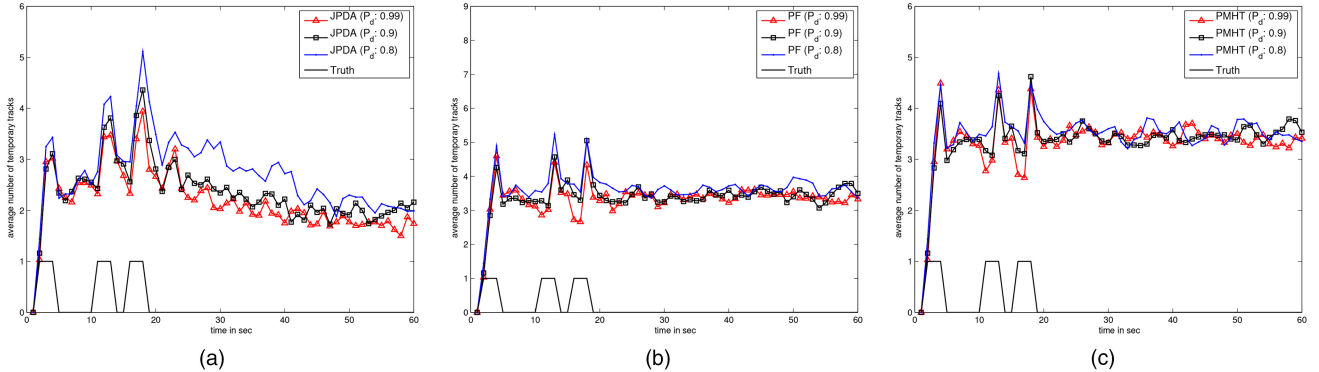 6
5
4
3
2
1
0
0
10
20
30
40
50
60
average number of temporary tracks
time in sec
JPDA (Pd: 0.99)
JPDA (Pd: 0.9)
JPDA (Pd: 0.8)
Truth
(a)
9
8
7
6
5
4
3
2
1
0
0
10
20
30
40
50
60
average number of temporary tracks
time in sec
PF (Pd: 0.99)
PF (Pd: 0.9)
PF (Pd: 0.8)
Truth
(b)
6
5
4
3
2
1
0
0
10
20
30
40
50
60
average number of temporary tracks
time in sec
PMHT (Pd: 0.99)
PMHT (Pd: 0.9)
PMHT (Pd: 0.8)
Truth
(c)